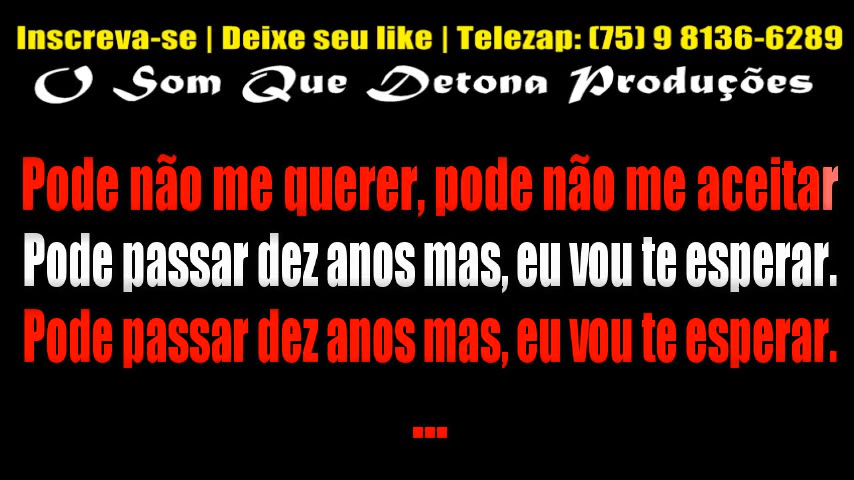 Inscreva-se | Deixe seu like | Telezap: (75) 9 8136-6289
O Som Que Detona Produções
Pode não me querer, pode não me aceitar
Pode passar dez anos mas, eu vou te esperar.
Pode passar dez anos mas, eu vou te esperar.
...